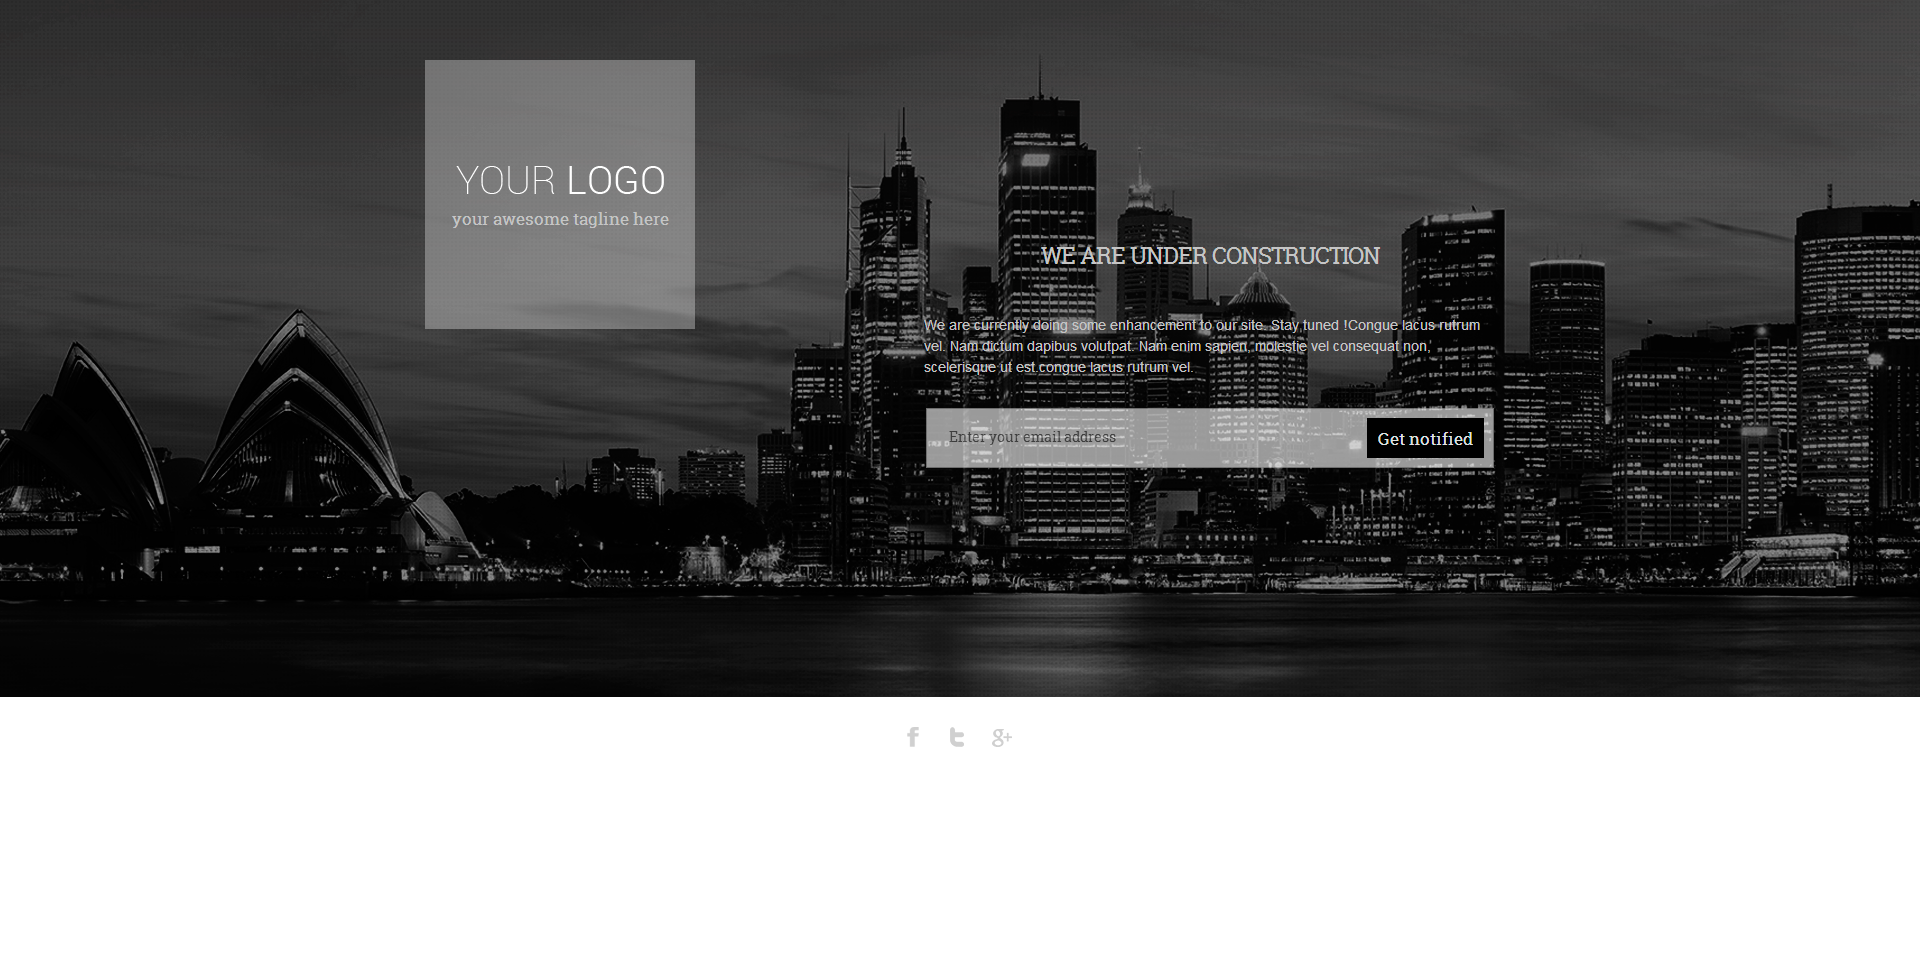 YOUR LOGO
your awesome tagline here
WE ARE UNDER CONSTRUCTION
We are currently doing some enhancement to our site. Stay tuned !Congue lacus rutrum
vel. Nam dictum dapibus volutpat. Nam enim sapien, molestie vel consequat non,
scelerisque ut est.congue lacus rutrum vel.
Enter your email address
Get notified